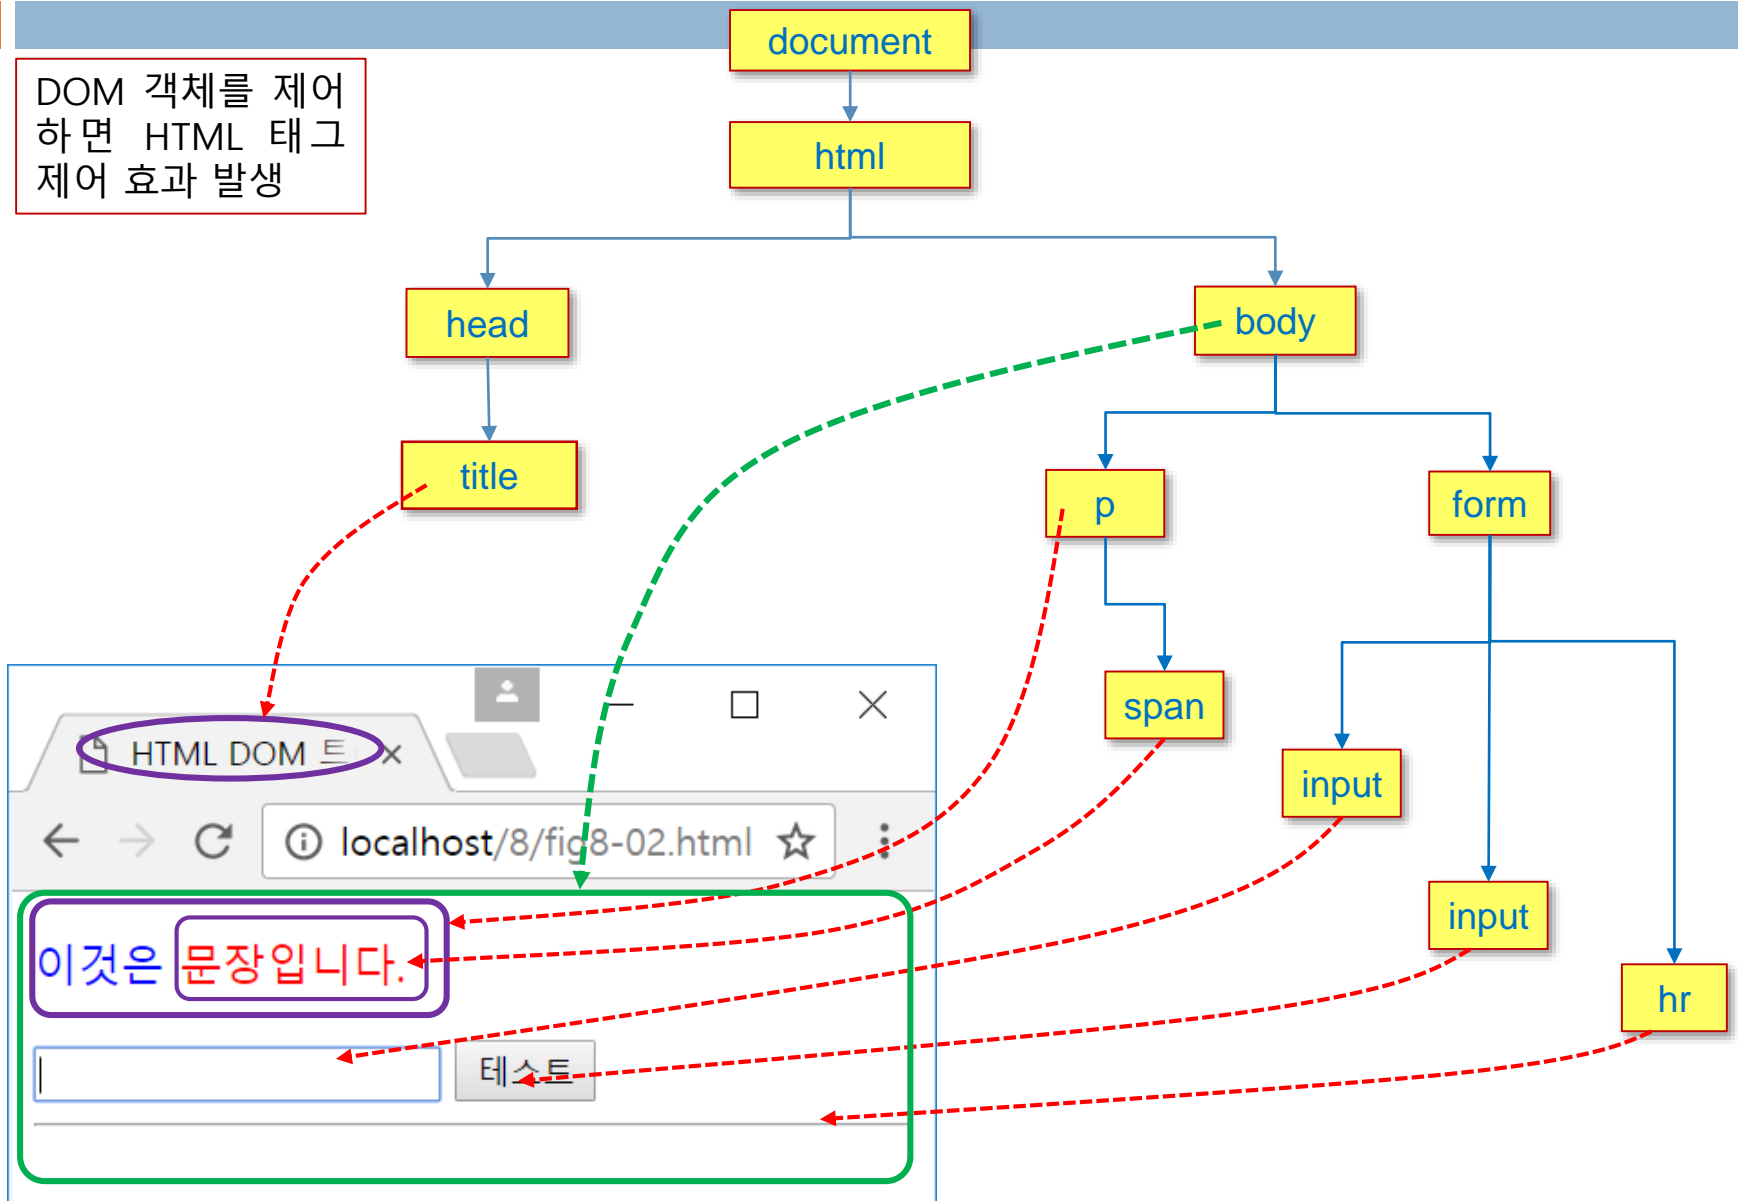 document
DOM 객체를 제어
하면 HTML 태그
제어 효과 발생
html
head
body
title
p
form
span
input
input
hr
HTML DOM 트
localhost/8/fig8-02.html
이것은 문장입니다.
테스트